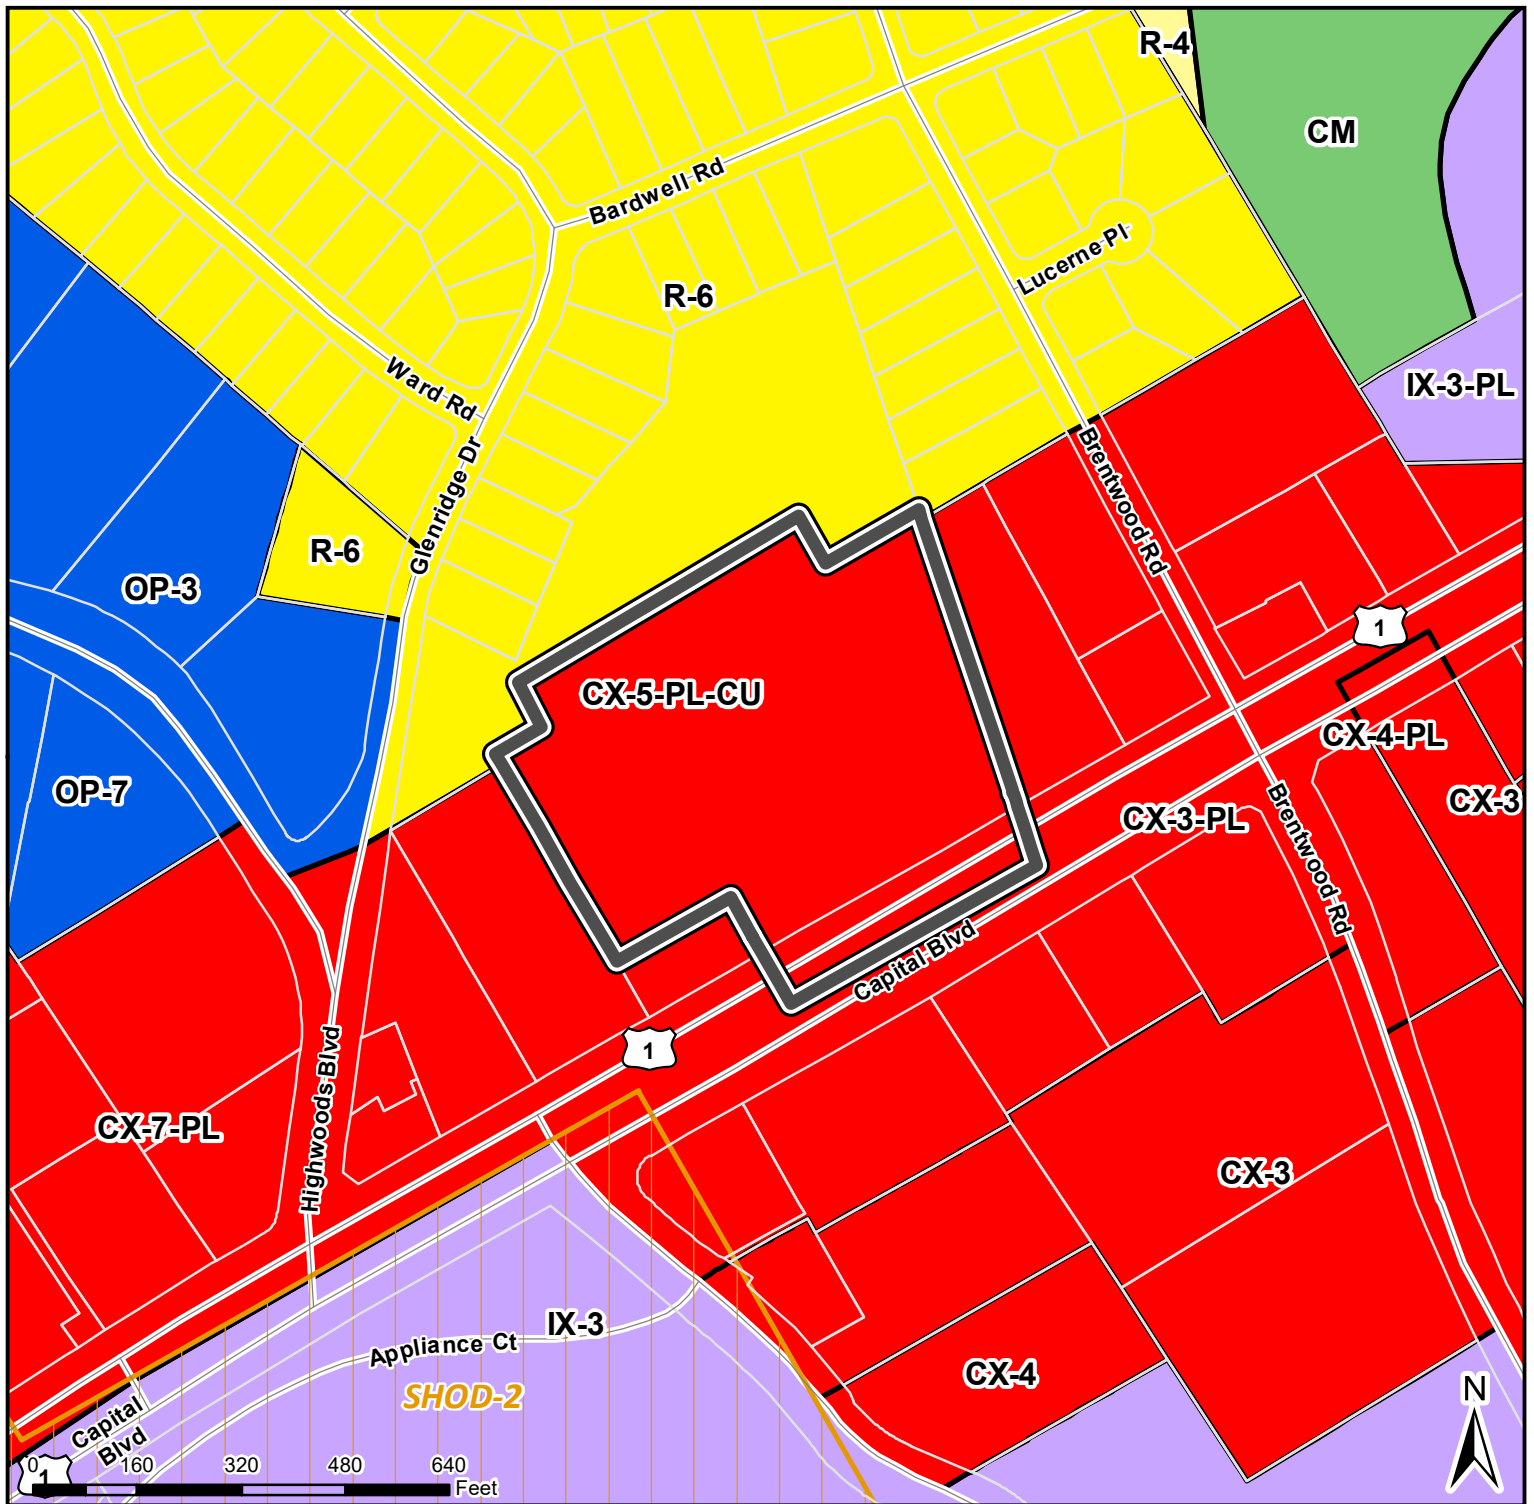 R-4
CM
Bardwell Rd
Lucerne Pl
R-6
Ward Rd
IX-3-PL
Glenridge Dr
Brentwood Rd
R-6
OP-3
1
CX-5-PL-CU
CX-4-PL
OP-7
CX-3
CX-3-PL
Brentwood Rd
Capital Blvd
1
Highwoods Blvd
CX-7-PL
CX-3
IX-3
Appliance Ct
CX-4
SHOD-2
N
Capital
Blvd
1
0 160 320 480 640
Feet